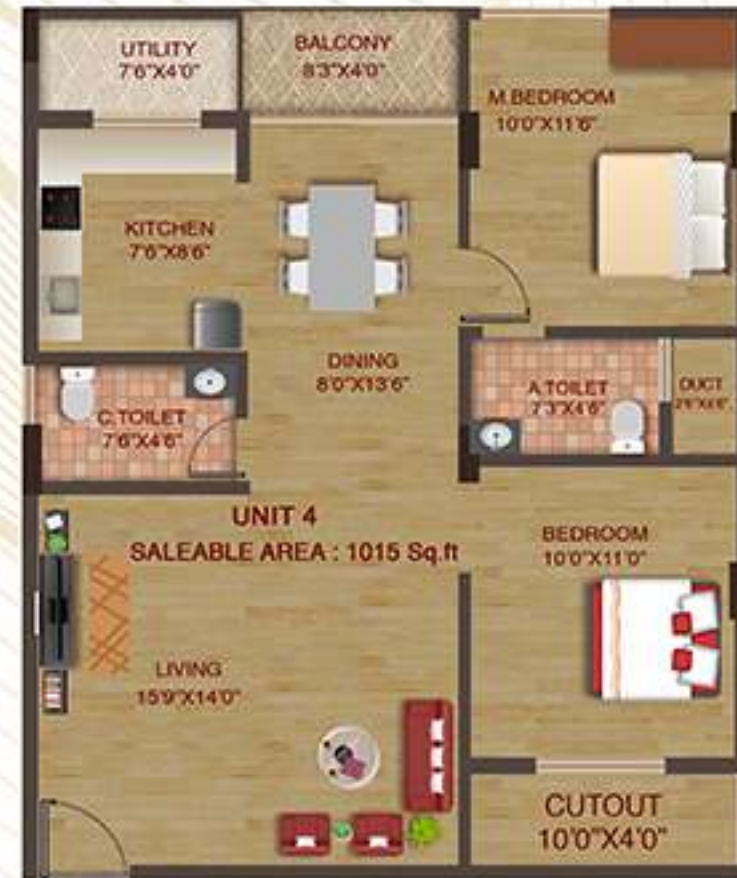 UTILITY
7'6"X4'0"
BALCONY
8'3"X4'0"
M.BEDROOM
10'0"X11'6"
KITCHEN
7'6"X8'6"
DINING
8'0"X13'6"
A.TOILET
7'3"X4'6"
DUCT
C.TOILET
7'6"X4'6"
UNIT 4
SALEABLE AREA : 1015 Sq.ft
BEDROOM
10'0"X11'0"
LIVING
15'9"X14'0"
CUTOUT
10'0"X4'0"